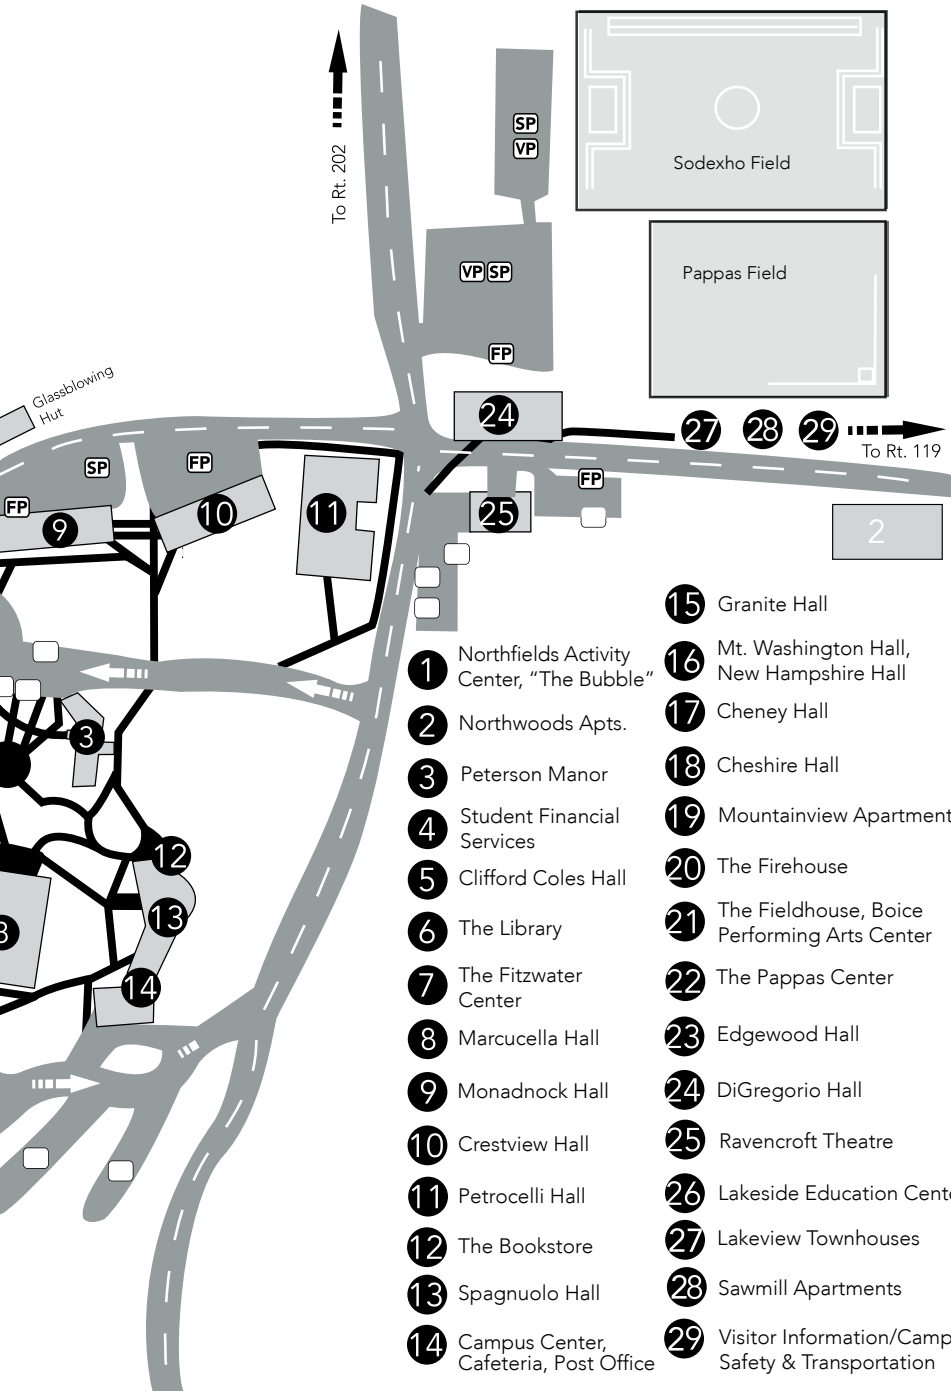 To Rt. 202
SP
VP
Sodexho Field
VP SP
Pappas Field
FP
Glassblowing
Hut
24
27 28 29
To Rt. 119
SP
FP
FP
FP
9
10
11
25
2
3
12
13
14
1 Northfields Activity
Center, “The Bubble”
2 Northwoods Apts.
3 Peterson Manor
4 Student Financial
Services
5 Clifford Coles Hall
6 The Library
7 The Fitzwater
Center
8 Marcucella Hall
9 Monadnock Hall
10 Crestview Hall
11 Petrocelli Hall
12 The Bookstore
13 Spagnuolo Hall
14 Campus Center,
Cafeteria, Post Office
15 Granite Hall
16 Mt. Washington Hall,
New Hampshire Hall
17 Cheney Hall
18 Cheshire Hall
19 Mountainview Apartment
20 The Firehouse
21 The Fieldhouse, Boice
Performing Arts Center
22 The Pappas Center
23 Edgewood Hall
24 DiGregorio Hall
25 Ravencroft Theatre
26 Lakeside Education Cent
27 Lakeview Townhouses
28 Sawmill Apartments
29 Visitor Information/Camp
Safety & Transportation